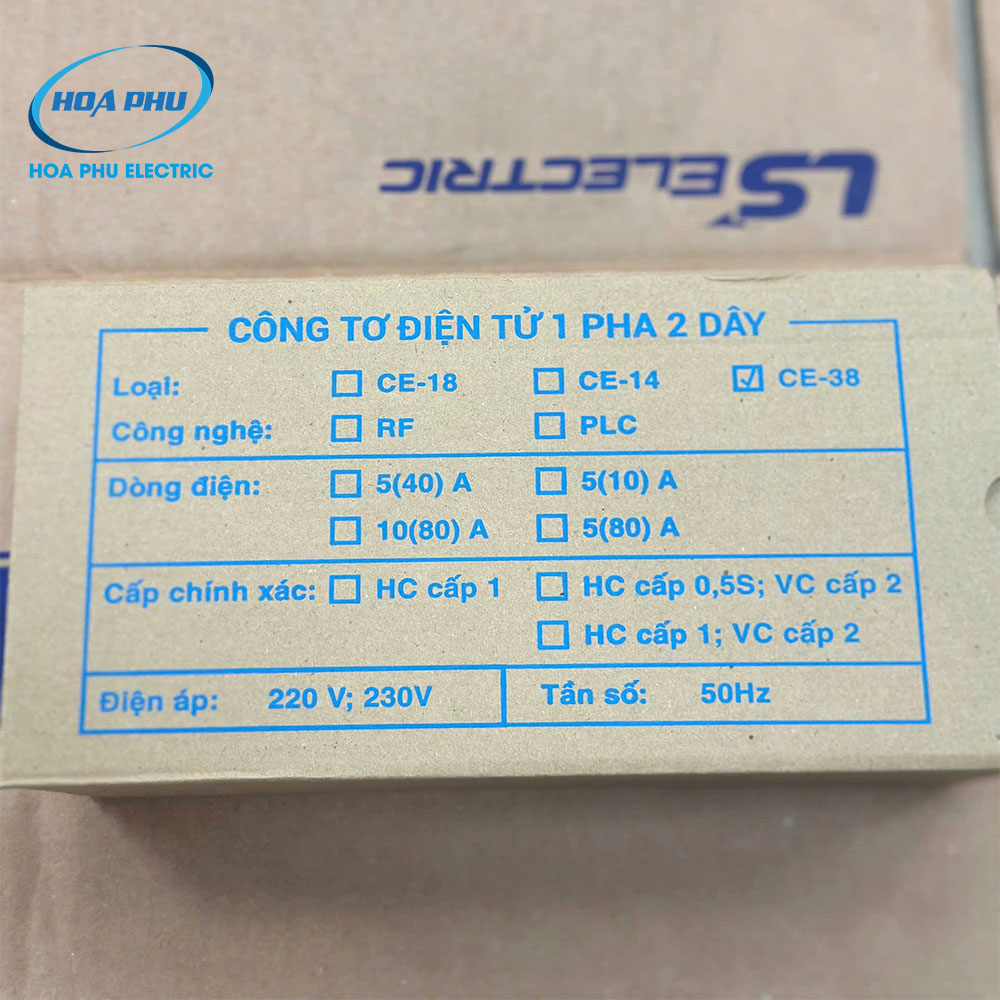 HOA PHU
HOA PHU ELECTRIC
LS ELECTRIC
CÔNG TƠ ĐIỆN TỬ 1 PHA 2 DÂY
Loại: ☐ CE-18 ☐ CE-14 ☑ CE-38
Công nghệ: ☐ RF ☐ PLC
Dòng điện: ☐ 5(40) A ☐ 5(10) A
☐ 10(80) A ☐ 5(80) A
Cấp chính xác: ☐ HC cấp 1 ☐ HC cấp 0,5S; VC cấp 2
☐ HC cấp 1; VC cấp 2
Điện áp: 220 V; 230V Tần số: 50Hz